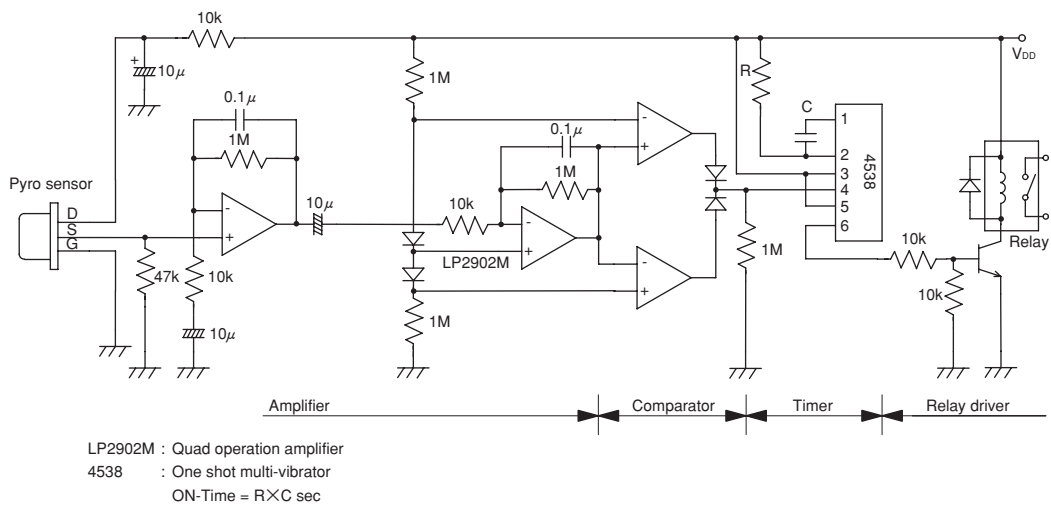 10k
V_DD
+
10μ
1M
R
0.1μ
C
1
1M
0.1μ
2
3
4538
Pyro sensor
1M
4
D
10μ
10k
5
S
6
Relay
G
LP2902M
10k
47k
10k
1M
10k
1M
10μ
Amplifier
Comparator
Timer
Relay driver
LP2902M : Quad operation amplifier
4538 : One shot multi-vibrator
ON-Time = R×C sec